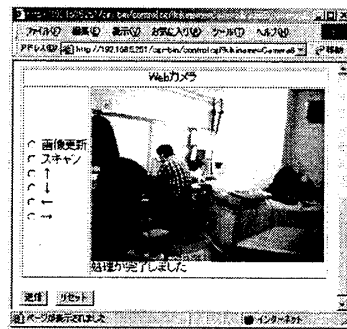 ファイル(F) 編集(E) 表示(V) お気に入り(A) ツール(T) ヘルプ(H)
移動
Webカメラ
画像更新
スキャン
↑
↓
←
→
処理が完了しました
送信 リセット
ページが表示されました インターネット